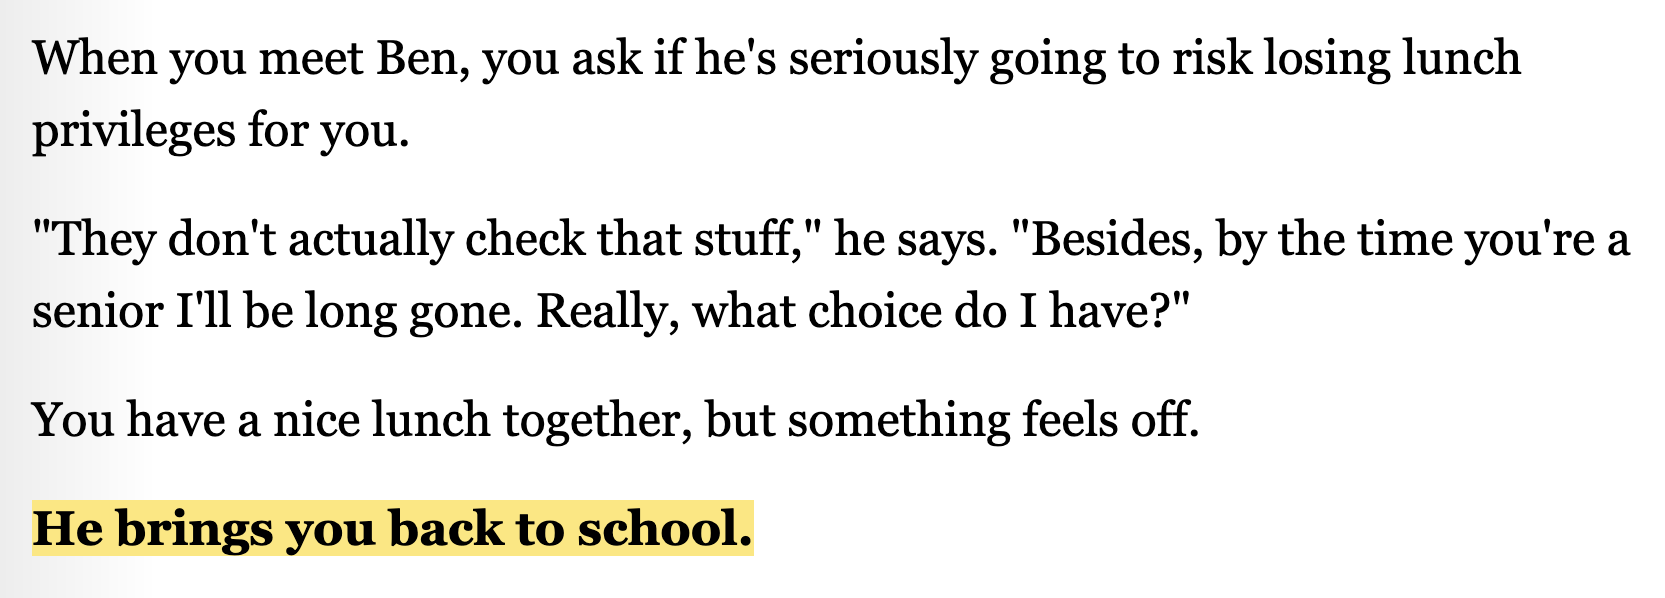 When you meet Ben, you ask if he's seriously going to risk losing lunch
privileges for you.
"They don't actually check that stuff," he says. "Besides, by the time you're a
senior I'll be long gone. Really, what choice do I have?"
You have a nice lunch together, but something feels off.
He brings you back to school.